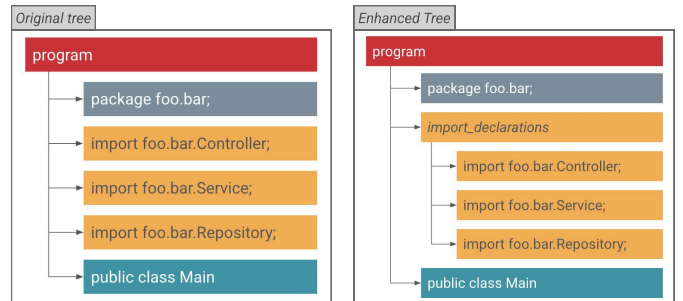 Original tree
program
package foo.bar;
import foo.bar.Controller;
import foo.bar.Service;
import foo.bar.Repository;
public class Main
Enhanced Tree
program
package foo.bar;
import_declarations
import foo.bar.Controller;
import foo.bar.Service;
import foo.bar.Repository;
public class Main